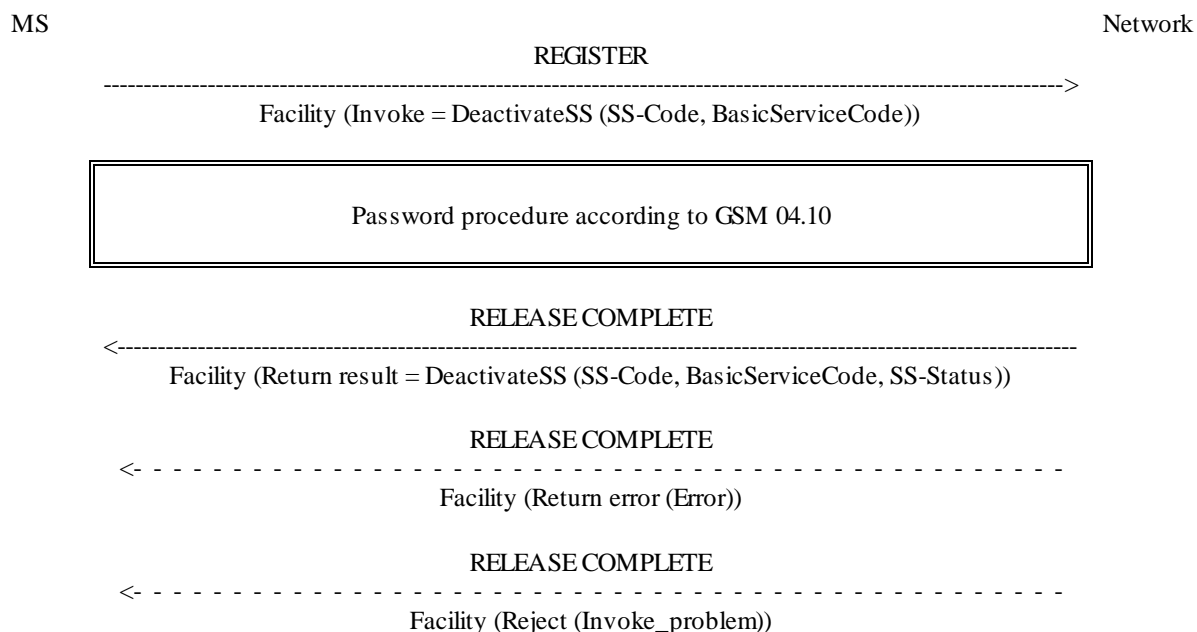 MS Network
REGISTER
Facility (Invoke = DeactivateSS (SS-Code, BasicServiceCode))
Password procedure according to GSM 04.10
RELEASE COMPLETE
Facility (Return result = DeactivateSS (SS-Code, BasicServiceCode, SS-Status))
RELEASE COMPLETE
Facility (Return error (Error))
RELEASE COMPLETE
Facility (Reject (Invoke_problem))